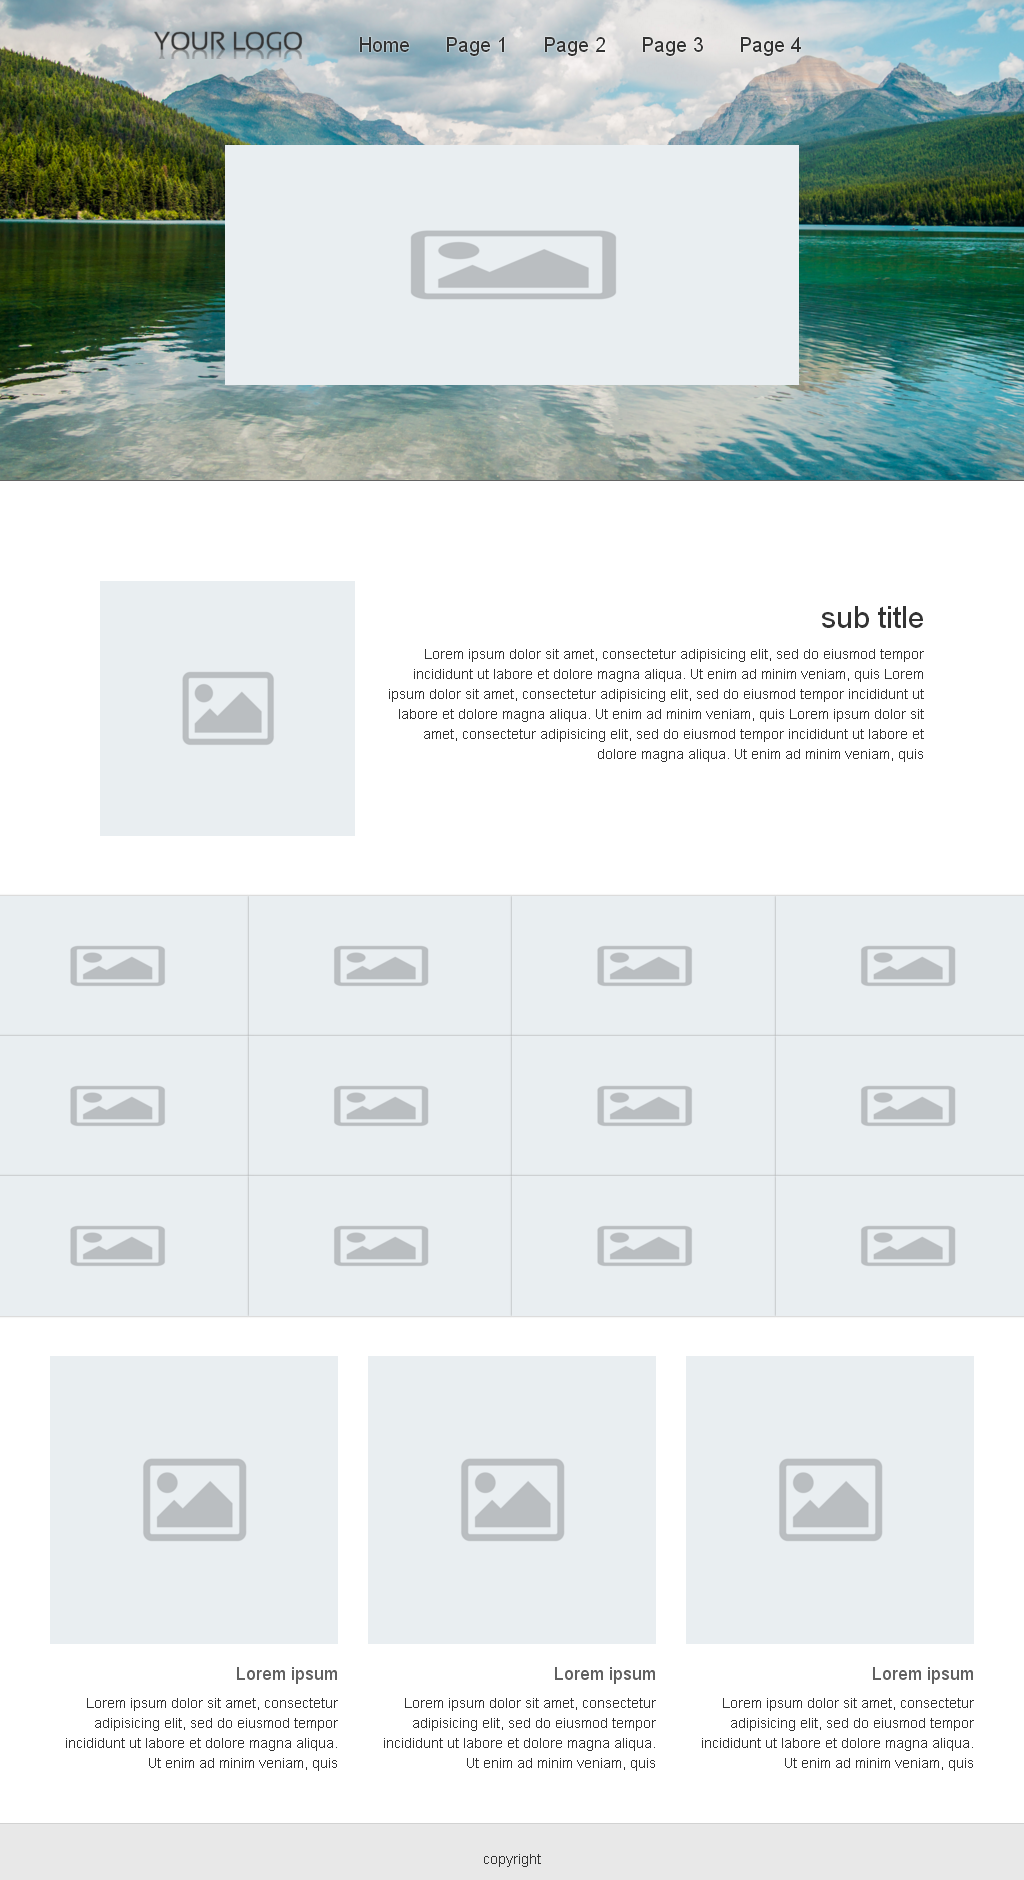 YOUR LOGO Home Page 1 Page 2 Page 3 Page 4
sub title
Lorem ipsum dolor sit amet, consectetur adipisicing elit, sed do eiusmod tempor
incididunt ut labore et dolore magna aliqua. Ut enim ad minim veniam, quis Lorem
ipsum dolor sit amet, consectetur adipisicing elit, sed do eiusmod tempor incididunt ut
labore et dolore magna aliqua. Ut enim ad minim veniam, quis Lorem ipsum dolor sit
amet, consectetur adipisicing elit, sed do eiusmod tempor incididunt ut labore et
dolore magna aliqua. Ut enim ad minim veniam, quis
Lorem ipsum
Lorem ipsum dolor sit amet, consectetur
adipisicing elit, sed do eiusmod tempor
incididunt ut labore et dolore magna aliqua.
Ut enim ad minim veniam, quis
Lorem ipsum
Lorem ipsum dolor sit amet, consectetur
adipisicing elit, sed do eiusmod tempor
incididunt ut labore et dolore magna aliqua.
Ut enim ad minim veniam, quis
Lorem ipsum
Lorem ipsum dolor sit amet, consectetur
adipisicing elit, sed do eiusmod tempor
incididunt ut labore et dolore magna aliqua.
Ut enim ad minim veniam, quis
copyright